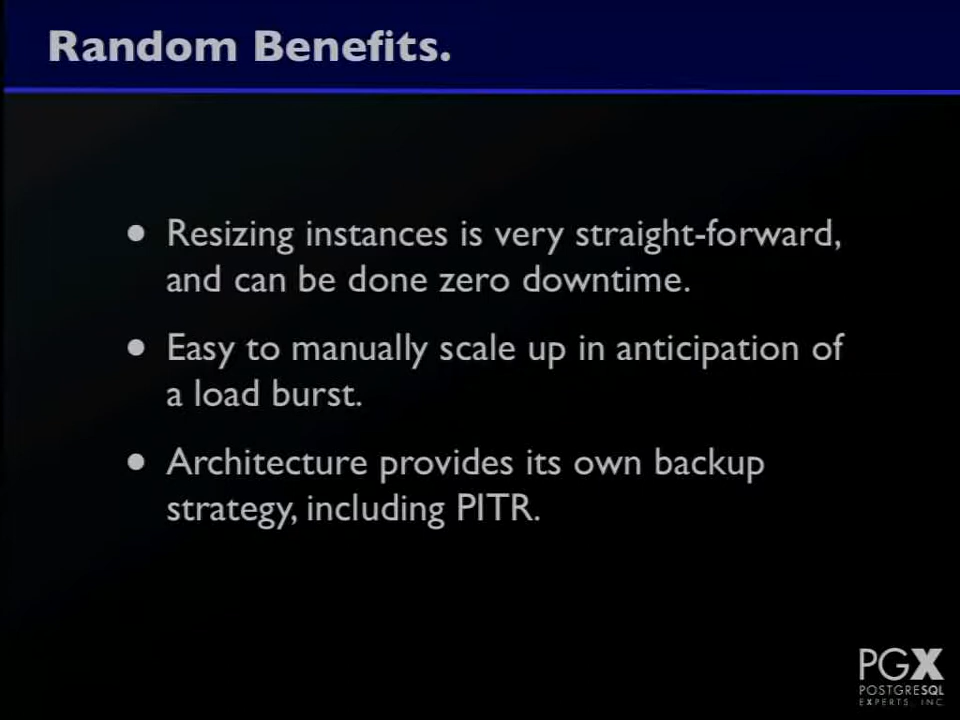 Random Benefits.
• Resizing instances is very straight-forward,
and can be done zero downtime.
• Easy to manually scale up in anticipation of
a load burst.
• Architecture provides its own backup
strategy, including PITR.
PGX
POSTGRESQL
EXPERTS, INC.